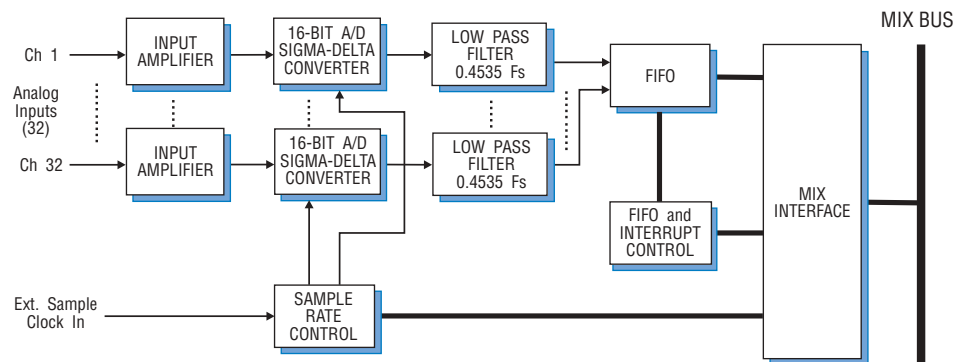 MIX BUS
Ch 1
INPUT
AMPLIFIER
16-BIT A/D
SIGMA-DELTA
CONVERTER
LOW PASS
FILTER
0.4535 Fs
FIFO
Analog
Inputs
(32)
Ch 32
INPUT
AMPLIFIER
16-BIT A/D
SIGMA-DELTA
CONVERTER
LOW PASS
FILTER
0.4535 Fs
MIX
INTERFACE
FIFO and
INTERRUPT
CONTROL
Ext. Sample
Clock In
SAMPLE
RATE
CONTROL